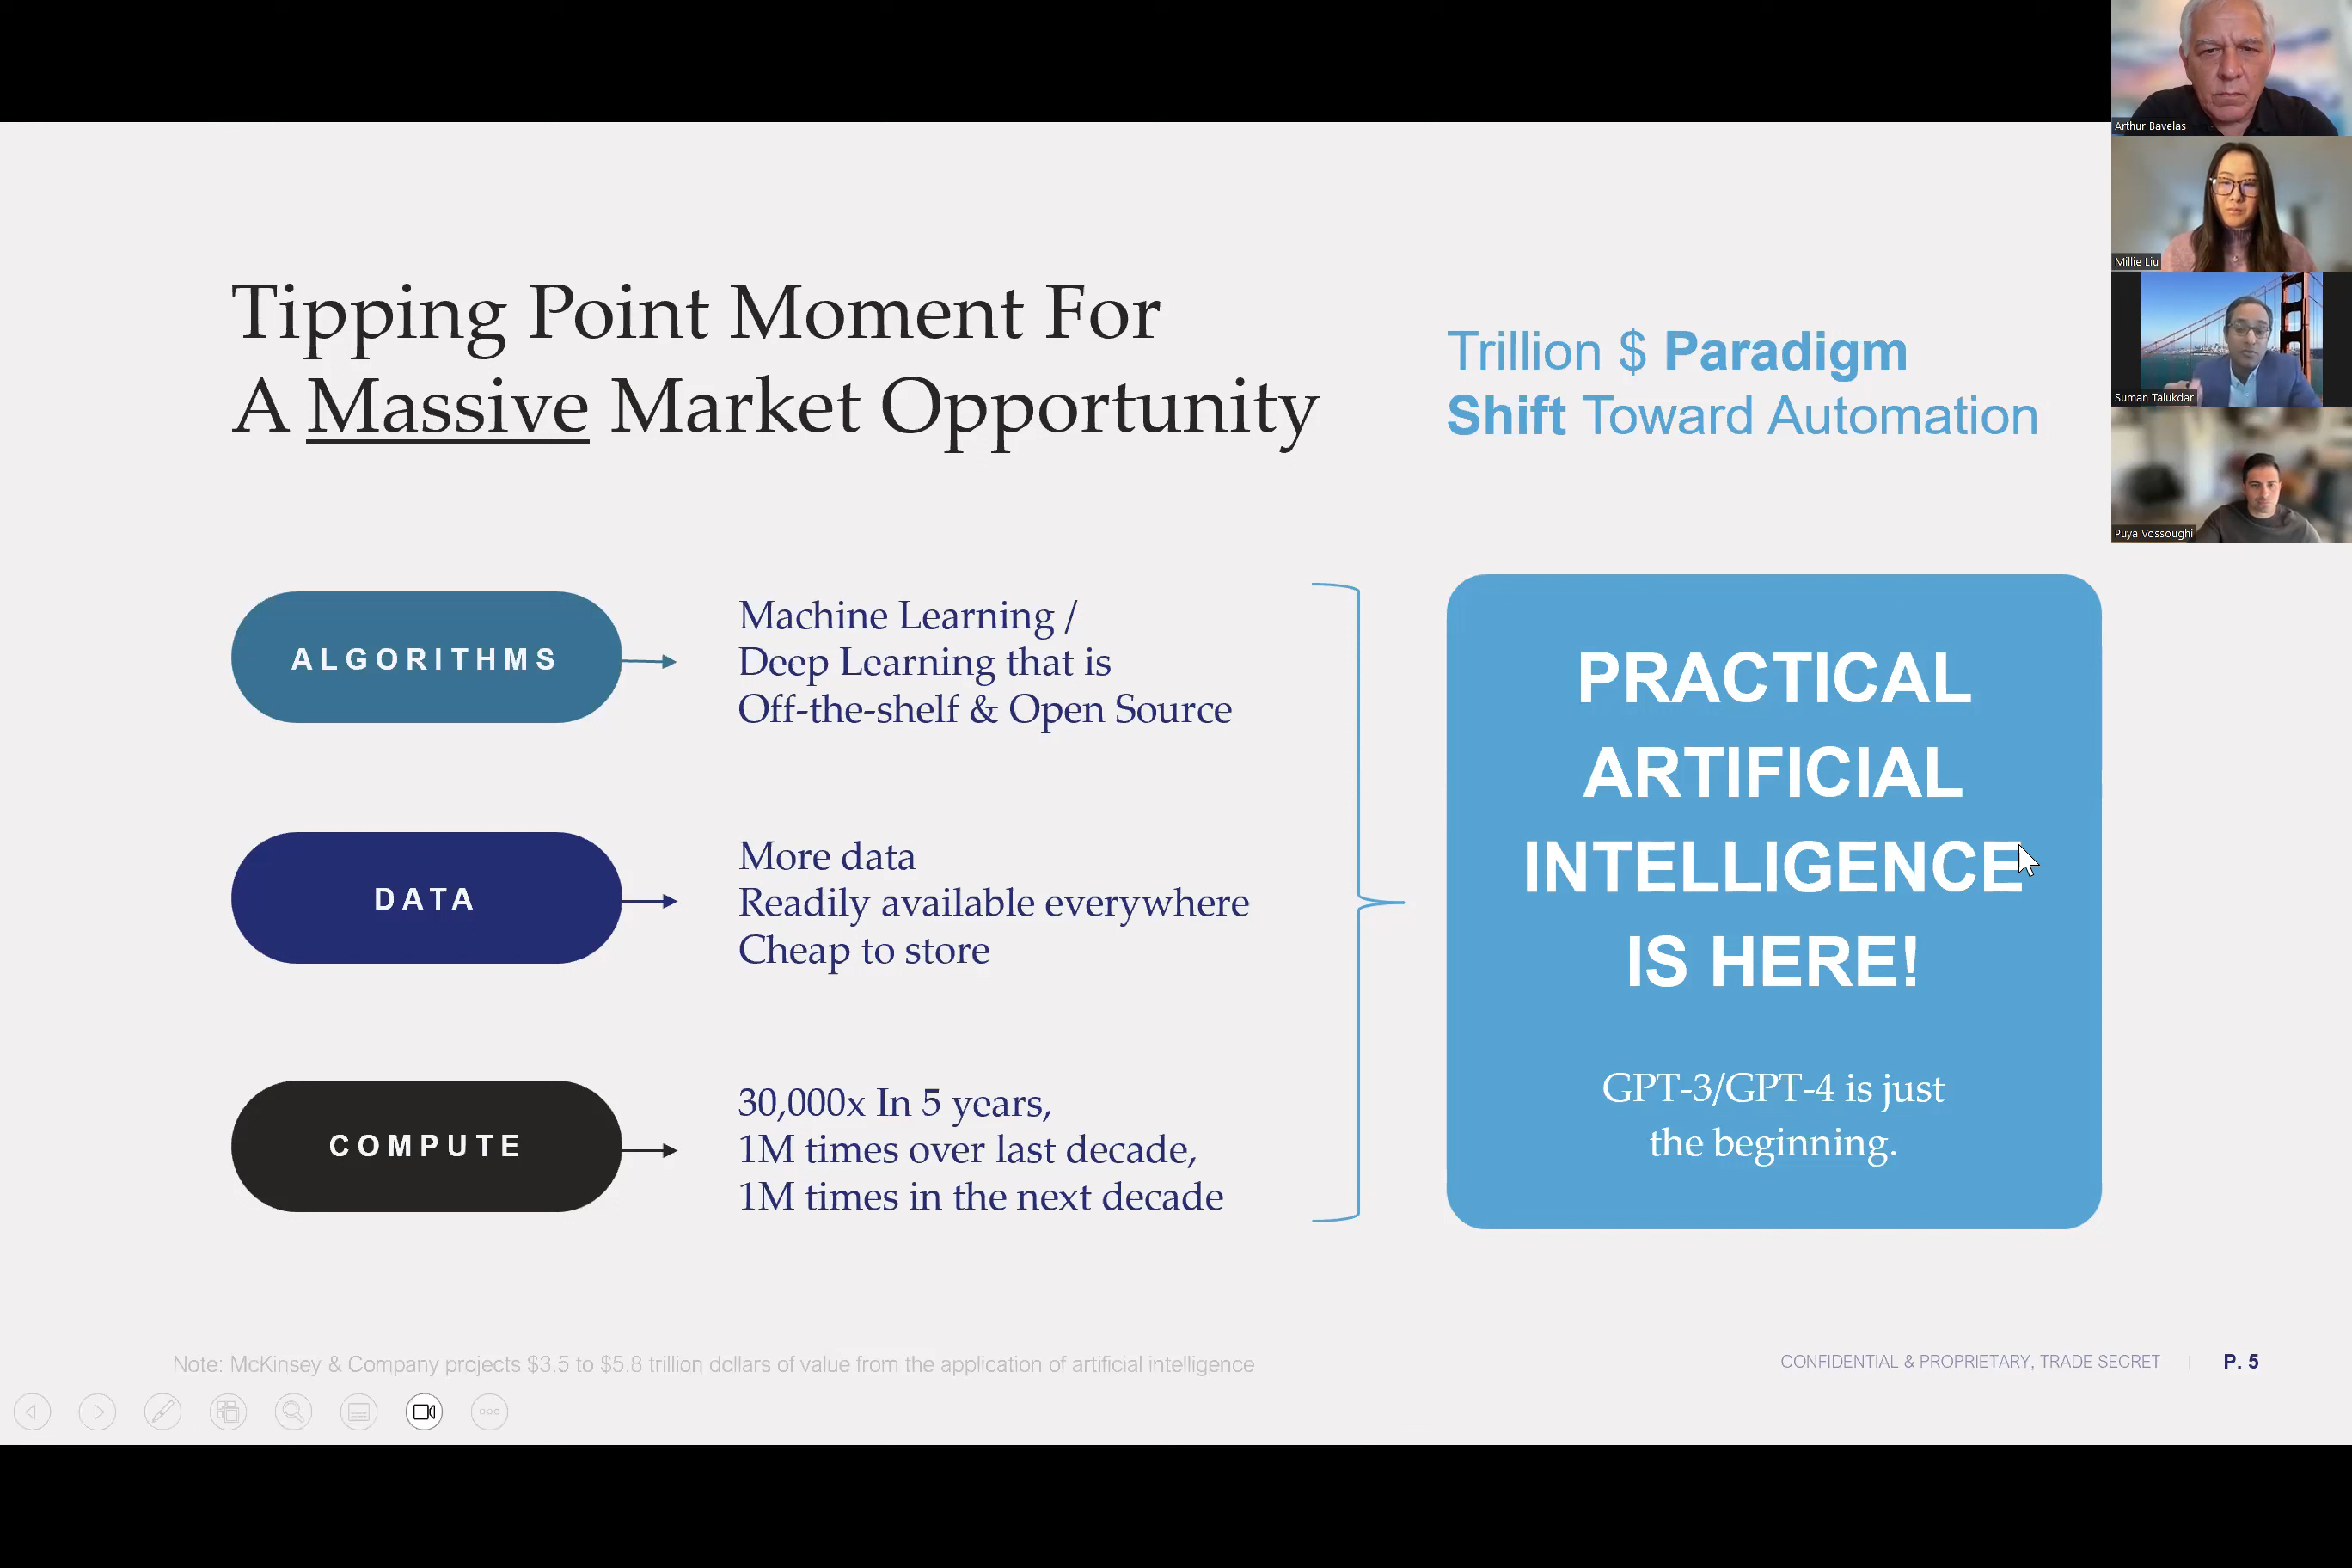 Tipping Point Moment For
A Massive Market Opportunity
Trillion $ Paradigm
Shift Toward Automation
ALGORITHMS
Machine Learning /
Deep Learning that is
Off-the-shelf & Open Source
DATA
More data
Readily available everywhere
Cheap to store
COMPUTE
30,000x In 5 years,
1M times over last decade,
1M times in the next decade
PRACTICAL
ARTIFICIAL
INTELLIGENCE
IS HERE!
GPT-3/GPT-4 is just
the beginning.
Note: McKinsey & Company projects $3.5 to $5.8 trillion dollars of value from the application of artificial intelligence
CONFIDENTIAL & PROPRIETARY, TRADE SECRET | P. 5
Arthur Bavelas
Millie Liu
Suman Talukdar
Puya Vossoughi